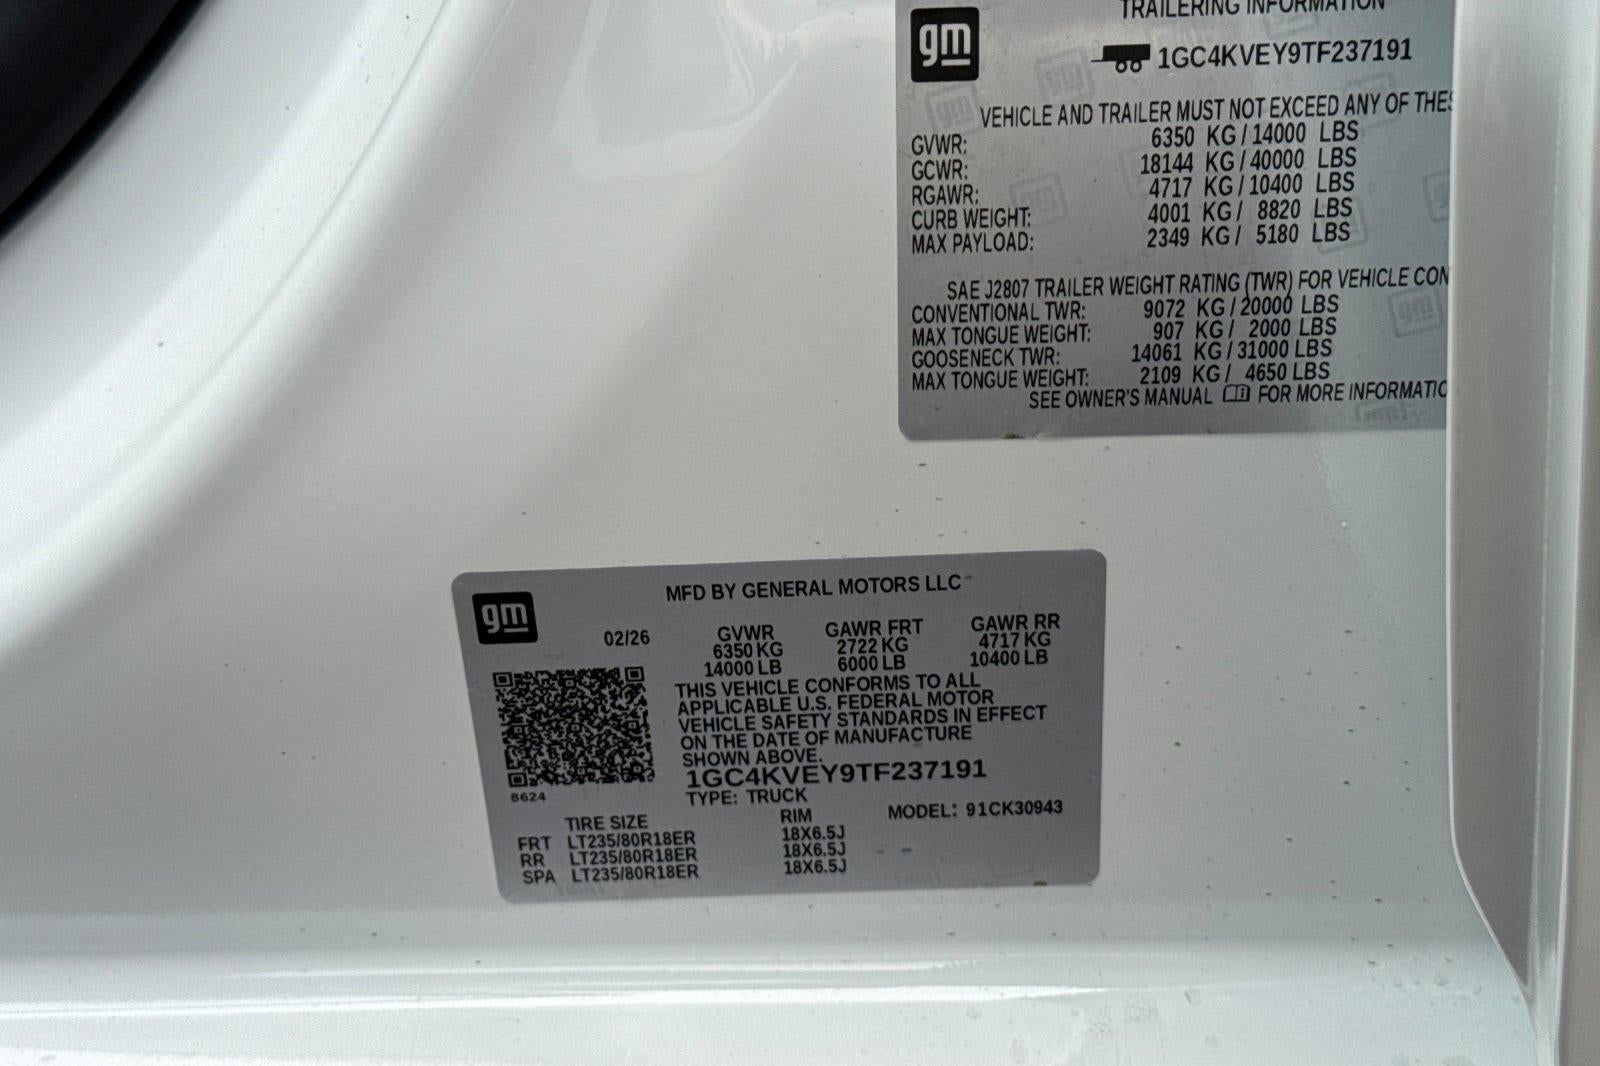 gm
TRAILERING INFORMATION
1GC4KVEY9TF237191
VEHICLE AND TRAILER MUST NOT EXCEED ANY OF
GVWR: 6350 KG/14000 LBS
GCWR: 18144 KG/40000 LBS
RGAWR: 4717 KG/10400 LBS
CURB WEIGHT: 4001 KG/ 8820 LBS
MAX PAYLOAD: 2349 KG/ 5180 LBS
SAE J2807 TRAILER WEIGHT RATING (TWR) FOR VEHICLE
CONVENTIONAL TWR: 9072 KG/20000 LBS
MAX TONGUE WEIGHT: 907 KG/ 2000 LBS
GOOSENECK TWR: 14061 KG/31000 LBS
MAX TONGUE WEIGHT: 2109 KG/ 4650 LBS
SEE OWNER'S MANUAL FOR MORE INFORMATIO
gm
MFD BY GENERAL MOTORS LLC
02/26 GVWR GAWR FRT GAWR RR
6350 KG 2722 KG 4717 KG
14000 LB 6000 LB 10400 LB
THIS VEHICLE CONFORMS TO ALL
APPLICABLE U.S. FEDERAL MOTOR
VEHICLE SAFETY STANDARDS IN EFFECT
ON THE DATE OF MANUFACTURE
SHOWN ABOVE.
1GC4KVEY9TF237191
8624
TYPE: TRUCK
MODEL: 91CK30943
TIRE SIZE RIM
FRT LT235/80R18ER 18X6.5J
RR LT235/80R18ER 18X6.5J
SPA LT235/80R18ER 18X6.5J